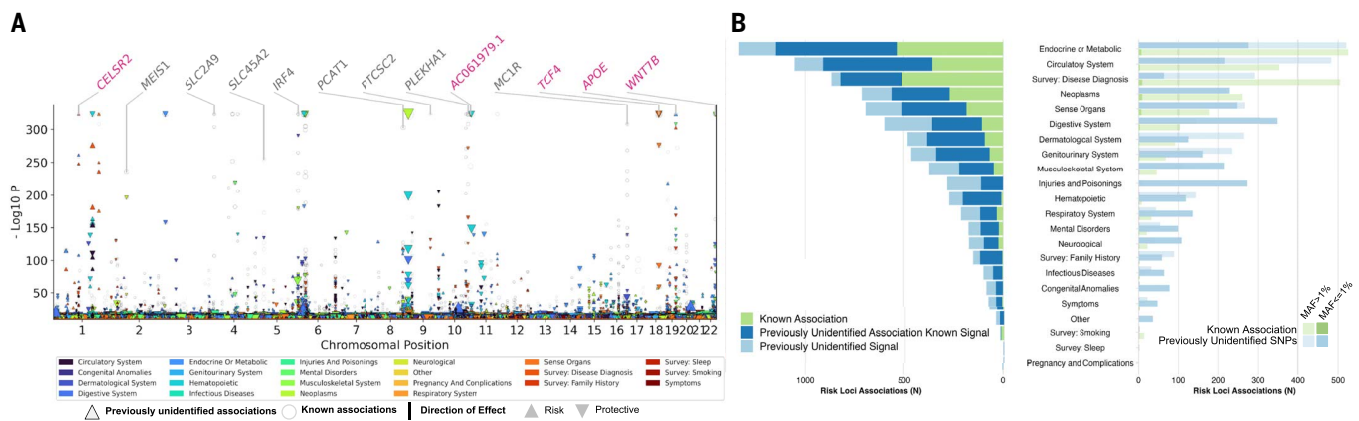 A
B
CELSR2
MEIS1
SLC2A9
SLC45A2
IRF4
PCAT1
PLEKHA1
AC061979.1
MC1R
TCF4
APOE
WNT7B
- Log10 P
300
250
200
150
100
50
1 2 3 4 5 6 7 8 9 10 11 12 13 14 15 16 17 18 19 20 21 22
Chromosomal Position
Circulatory System
Congenital Anomalies
Dermatological System
Digestive System
Endocrine Or Metabolic
Genitourinary System
Hematopoietic
Infectious Diseases
Injuries And Poisonings
Mental Disorders
Musculoskeletal System
Neoplasms
Neurological
Other
Pregnancy And Complications
Respiratory System
Sense Organs
Survey: Disease Diagnosis
Survey: Family History
Survey: Sleep
Survey: Smoking
Symptoms
Previously unidentified associations
Known associations
Direction of Effect
Risk
Protective
Known Association
Previously Unidentified Association Known Signal
Previously Unidentified Signal
1000 500 0
Risk Loci Associations (N)
Endocrine or Metabolic
Circulatory System
Survey: Disease Diagnosis
Neoplasms
Sense Organs
Digestive System
Dermatological System
Genitourinary System
Musculoskeletal System
Injuries and Poisonings
Hematopoietic
Respiratory System
Mental Disorders
Neurological
Survey: Family History
Infectious Diseases
Congenital Anomalies
Symptoms
Other
Survey: Smoking
Survey: Sleep
Pregnancy and Complications
MAF>1%
MAF<=1%
Known Association
Previously Unidentified SNPs
0 100 200 300 400 500
Risk Loci Associations (N)